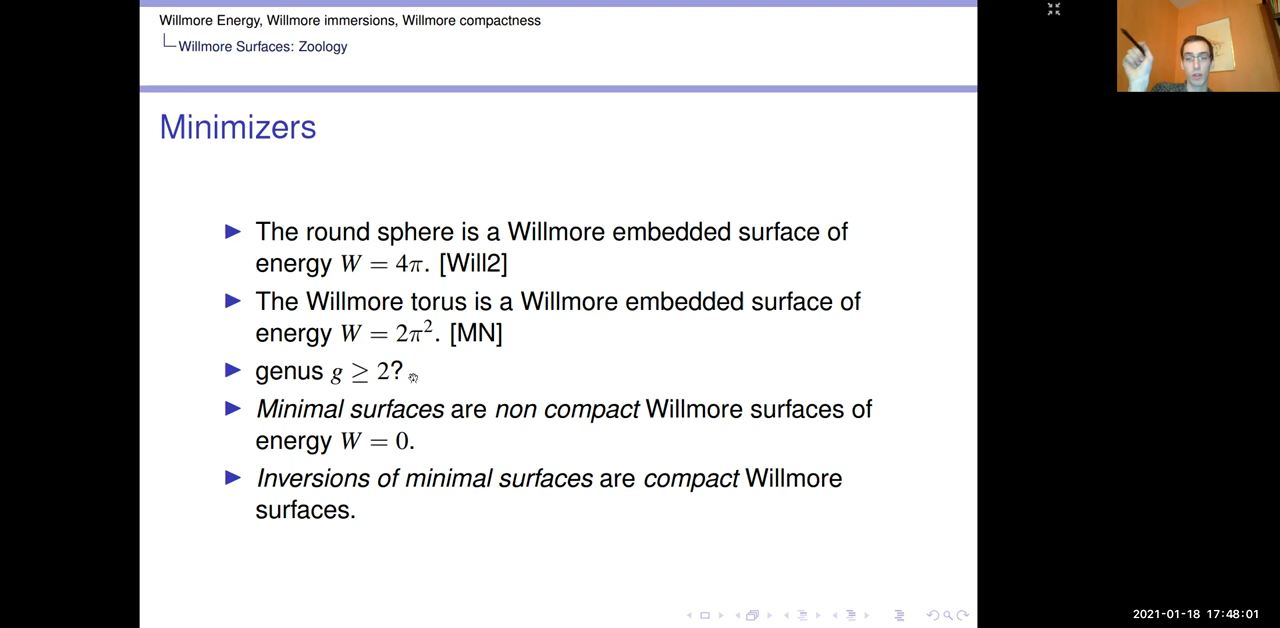 Willmore Energy, Willmore immersions, Willmore compactness
Willmore Surfaces: Zoology
Minimizers
The round sphere is a Willmore embedded surface of
energy W = 4π. [Will2]
The Willmore torus is a Willmore embedded surface of
energy W = 2π². [MN]
genus g ≥ 2?
Minimal surfaces are non compact Willmore surfaces of
energy W = 0.
Inversions of minimal surfaces are compact Willmore
surfaces.
2021-01-18 17:48:01